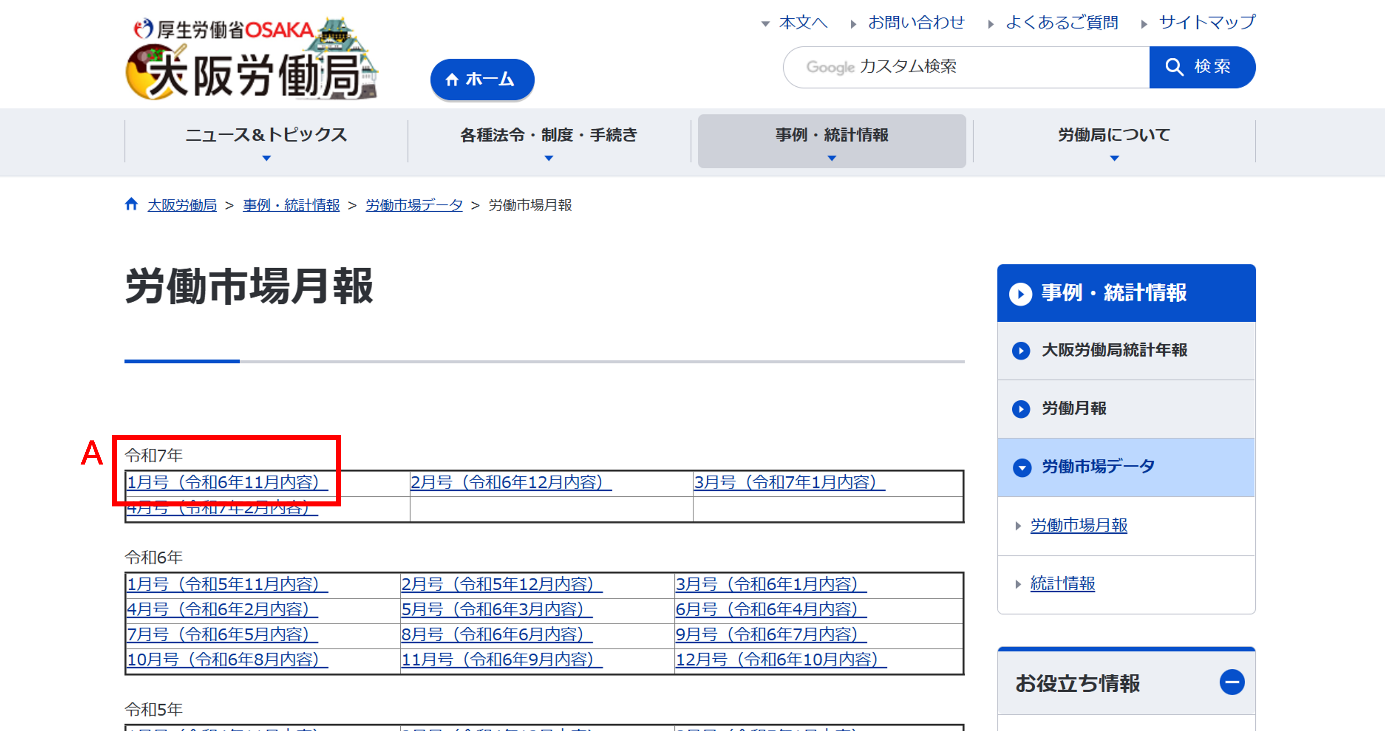 厚生労働省OSAKA
大阪労働局
ホーム
本文へ お問い合わせ よくあるご質問 サイトマップ
Google カスタム検索 検索
ニュース&トピックス 各種法令・制度・手続き 事例・統計情報 労働局について
大阪労働局 > 事例・統計情報 > 労働市場データ > 労働市場月報
労働市場月報
A
令和7年
1月号（令和6年11月内容） 2月号（令和6年12月内容） 3月号（令和7年1月内容）
4月号（令和7年2月内容）
令和6年
1月号（令和5年11月内容） 2月号（令和5年12月内容） 3月号（令和6年1月内容）
4月号（令和6年2月内容） 5月号（令和6年3月内容） 6月号（令和6年4月内容）
7月号（令和6年5月内容） 8月号（令和6年6月内容） 9月号（令和6年7月内容）
10月号（令和6年8月内容） 11月号（令和6年9月内容） 12月号（令和6年10月内容）
令和5年
事例・統計情報
大阪労働局統計年報
労働月報
労働市場データ
労働市場月報
統計情報
お役立ち情報